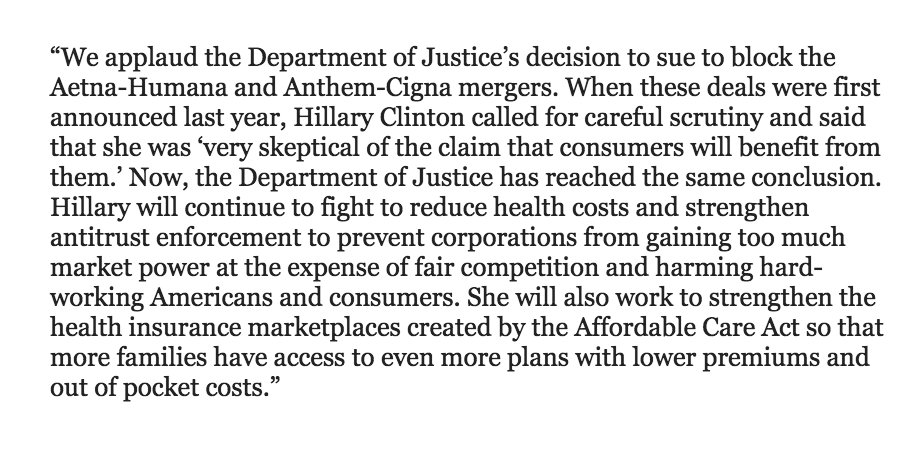 “We applaud the Department of Justice’s decision to sue to block the
Aetna-Humana and Anthem-Cigna mergers. When these deals were first
announced last year, Hillary Clinton called for careful scrutiny and said
that she was ‘very skeptical of the claim that consumers will benefit from
them.’ Now, the Department of Justice has reached the same conclusion.
Hillary will continue to fight to reduce health costs and strengthen
antitrust enforcement to prevent corporations from gaining too much
market power at the expense of fair competition and harming hard-
working Americans and consumers. She will also work to strengthen the
health insurance marketplaces created by the Affordable Care Act so that
more families have access to even more plans with lower premiums and
out of pocket costs.”